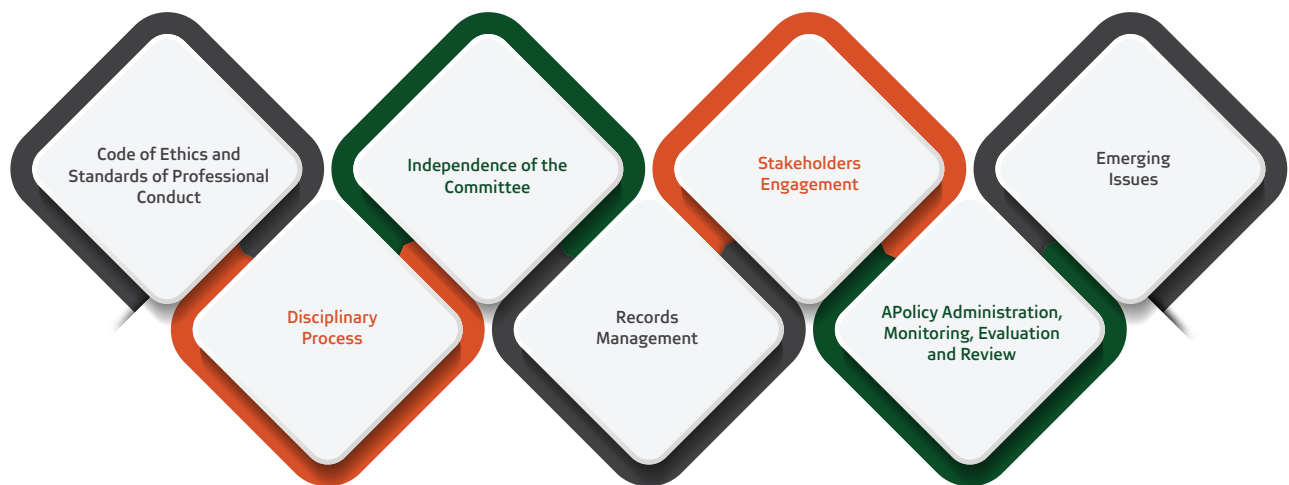 Code of Ethics and
Standards of Professional
Conduct
Disciplinary
Process
Independence of the
Committee
Records
Management
Stakeholders
Engagement
APolicy Administration,
Monitoring, Evaluation
and Review
Emerging
Issues